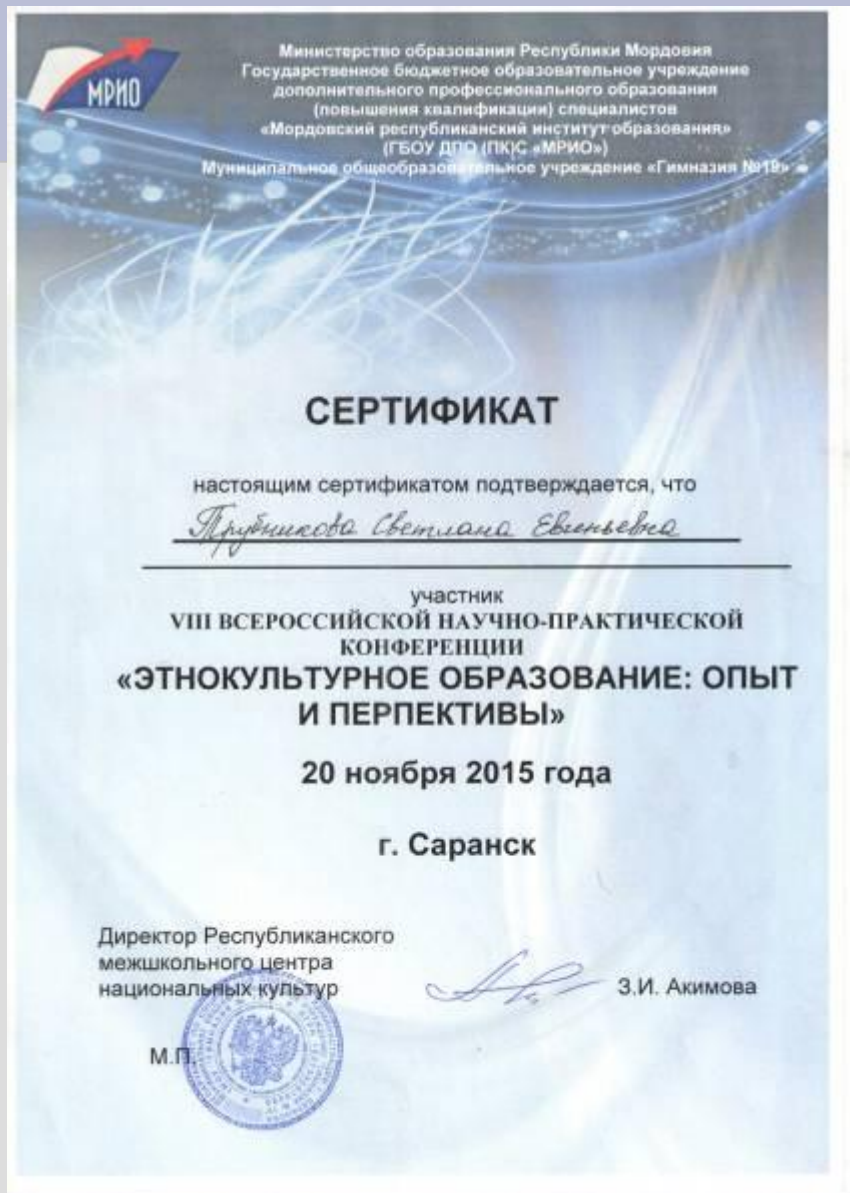 МРИО
Министерство образования Республики Мордовия
Государственное бюджетное образовательное учреждение
дополнительного профессионального образования
(повышения квалификации) специалистов
«Мордовский республиканский институт образования»
(ГБОУ ДПО (ПК)С «МРИО»)
Муниципальное общеобразовательное учреждение «Гимназия №19»
СЕРТИФИКАТ
настоящим сертификатом подтверждается, что
Трубникова Светлана Евгеньевна
участник
VIII ВСЕРОССИЙСКОЙ НАУЧНО-ПРАКТИЧЕСКОЙ
КОНФЕРЕНЦИИ
«ЭТНОКУЛЬТУРНОЕ ОБРАЗОВАНИЕ: ОПЫТ
И ПЕРПЕКТИВЫ»
20 ноября 2015 года
г. Саранск
Директор Республиканского
межшкольного центра
национальных культур
З.И. Акимова
М.П.